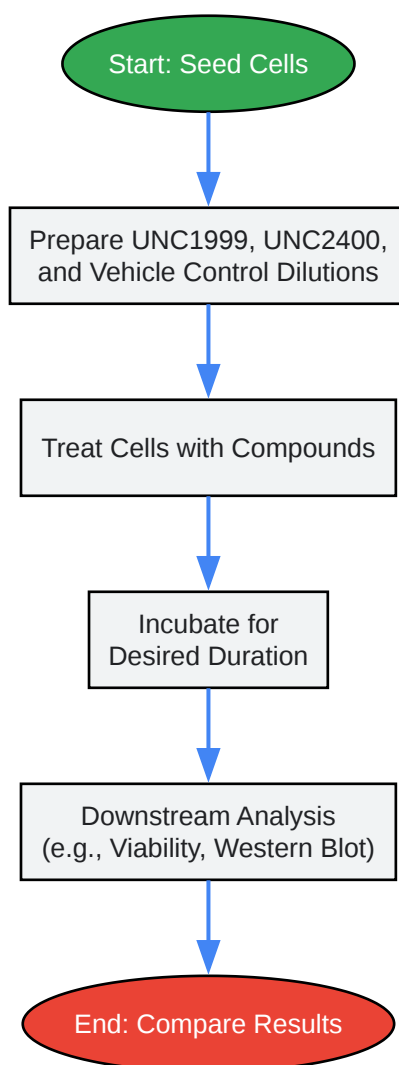 Start: Seed Cells
Prepare UNC1999, UNC2400,
and Vehicle Control Dilutions
Treat Cells with Compounds
Incubate for
Desired Duration
Downstream Analysis
(e.g., Viability, Western Blot)
End: Compare Results